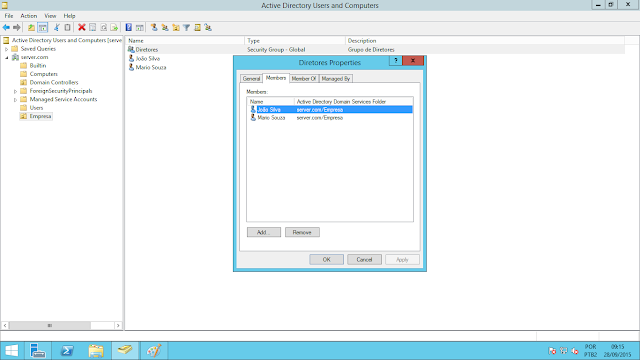 Active Directory Users and Computers
File Action View Help
Active Directory Users and Computers [serve
Saved Queries
server.com
Builtin
Computers
Domain Controllers
ForeignSecurityPrincipals
Managed Service Accounts
Users
Empresa
Name Type Description
Diretores Security Group - Global Grupo de Diretores
João Silva
Mario Souza
Diretores Properties
? x
General Members Member Of Managed By
Members:
Name Active Directory Domain Services Folder
João Silva server.com/Empresa
Mario Souza server.com/Empresa
Add... Remove
OK Cancel Apply
POR 09:15
PTB2 28/09/2015